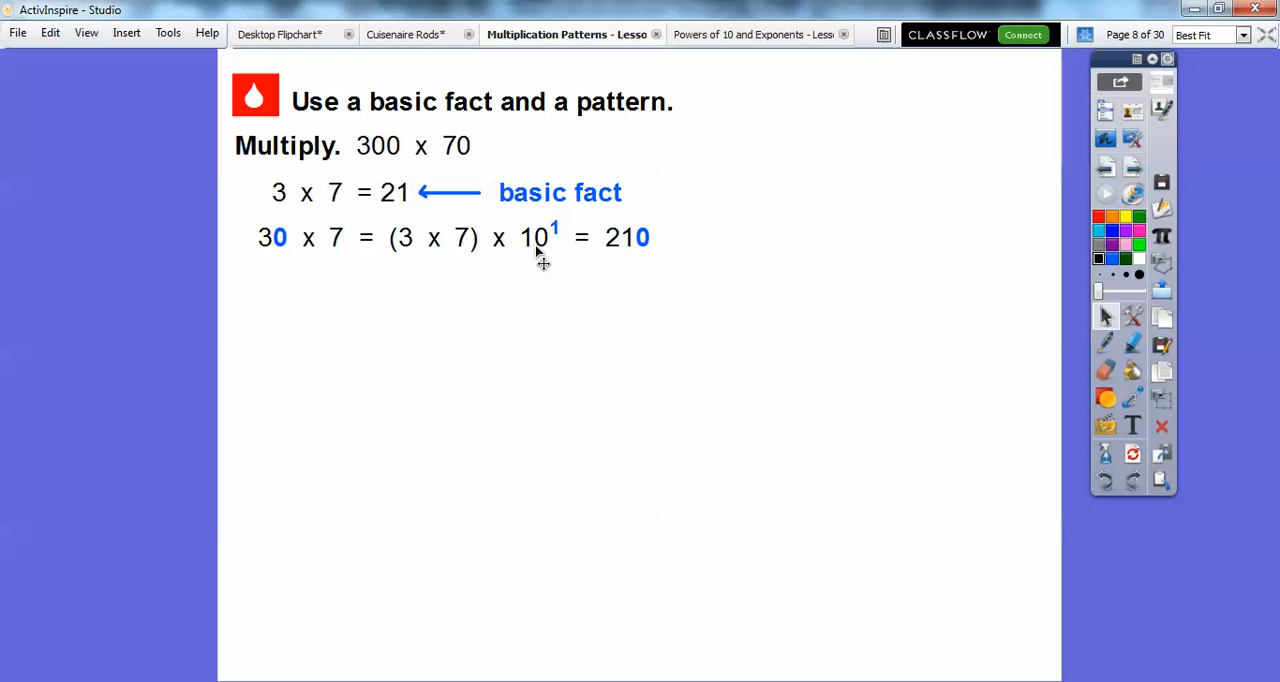 ActivInspire - Studio
File Edit View Insert Tools Help Desktop Flipchart* Cuisenaire Rods* Multiplication Patterns - Lesso Powers of 10 and Exponents - Less CLASSFLOW Connect Page 8 of 30 Best Fit
Use a basic fact and a pattern.
Multiply. 300 x 70
3 x 7 = 21 basic fact
30 x 7 = (3 x 7) x 10¹ = 210